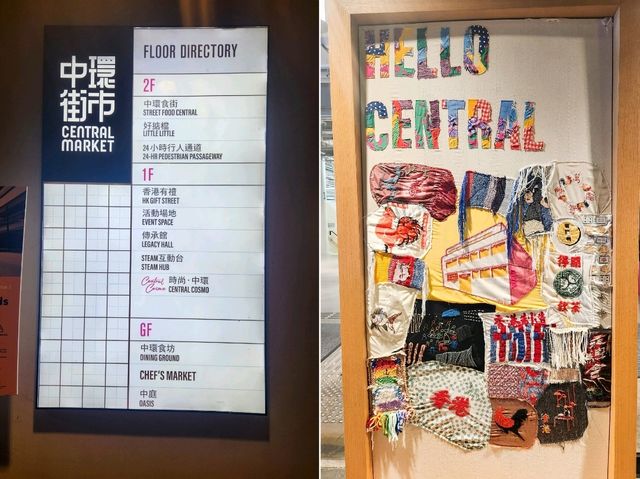 中環
街市
CENTRAL
MARKET
FLOOR DIRECTORY
2F
中環食街
STREET FOOD CENTRAL
好掂檔
LITTLE LITTLE
24小時行人通道
24-HR PEDESTRIAN PASSAGEWAY
1F
香港有禮
HK GIFT STREET
活動場地
EVENT SPACE
傳承館
LEGACY HALL
STEAM互動台
STEAM HUB
Central Cosmo 時尚·中環
CENTRAL COSMO
GF
中環食坊
DINING GROUND
CHEF'S MARKET
中庭
OASIS
HELLO
CENTRAL
香港